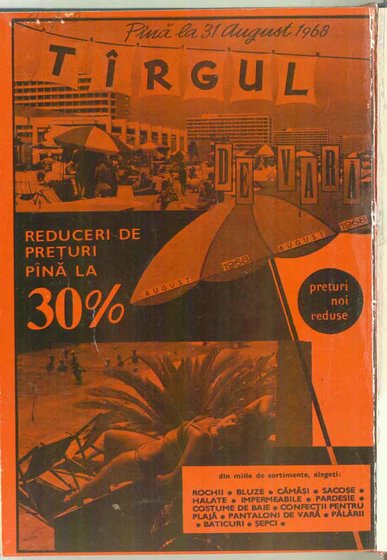 Pînă la 31 August 1968
TÎRGUL
DE VARĂ
AUGUST 1968 AUGUST 1968
REDUCERI DE
PREȚURI
PÎNĂ LA
30%
prețuri
noi
reduse
din miile de sortimente, alegeți:
ROCHII • BLUZE • CĂMĂȘI • SACOȘE •
HALATE • IMPERMEABILE • PARDESIE •
COSTUME DE BAIE • CONFECȚII PENTRU
PLAJĂ • PANTALONI DE VARĂ • PĂLĂRII
• BATICURI • ȘEPCI •